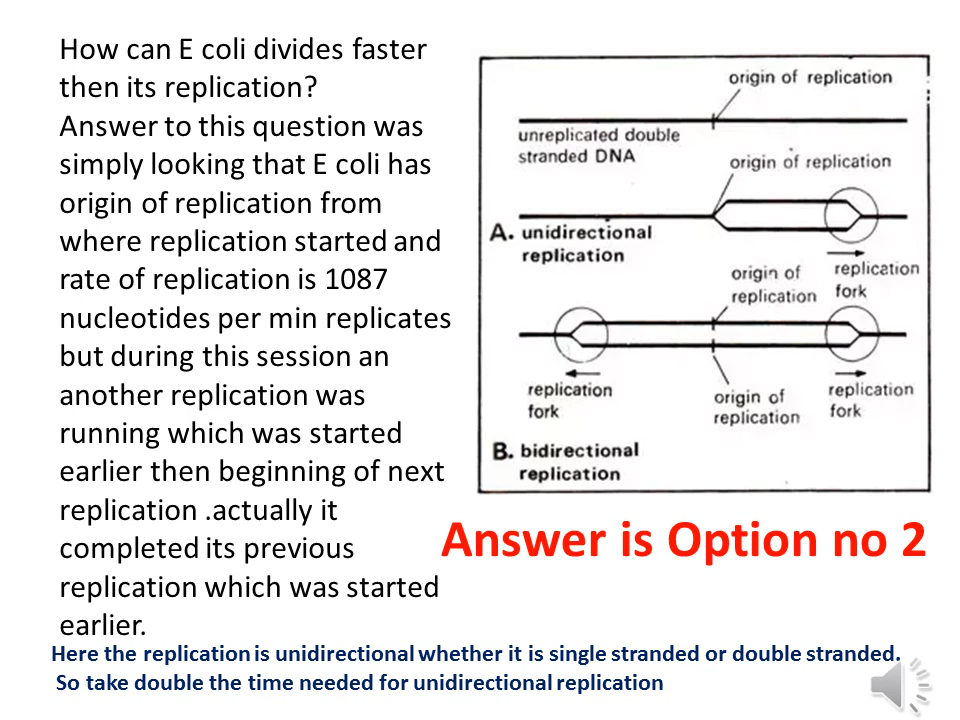 How can E coli divides faster
then its replication?
Answer to this question was
simply looking that E coli has
origin of replication from
where replication started and
rate of replication is 1087
nucleotides per min replicates
but during this session an
another replication was
running which was started
earlier then beginning of next
replication .actually it
completed its previous
replication which was started
earlier.
origin of replication
unreplicated double
stranded DNA
origin of replication
A. unidirectional
replication
replication
fork
origin of
replication
replication
fork
origin of
replication
replication
fork
B. bidirectional
replication
Answer is Option no 2
Here the replication is unidirectional whether it is single stranded or double stranded.
So take double the time needed for unidirectional replication